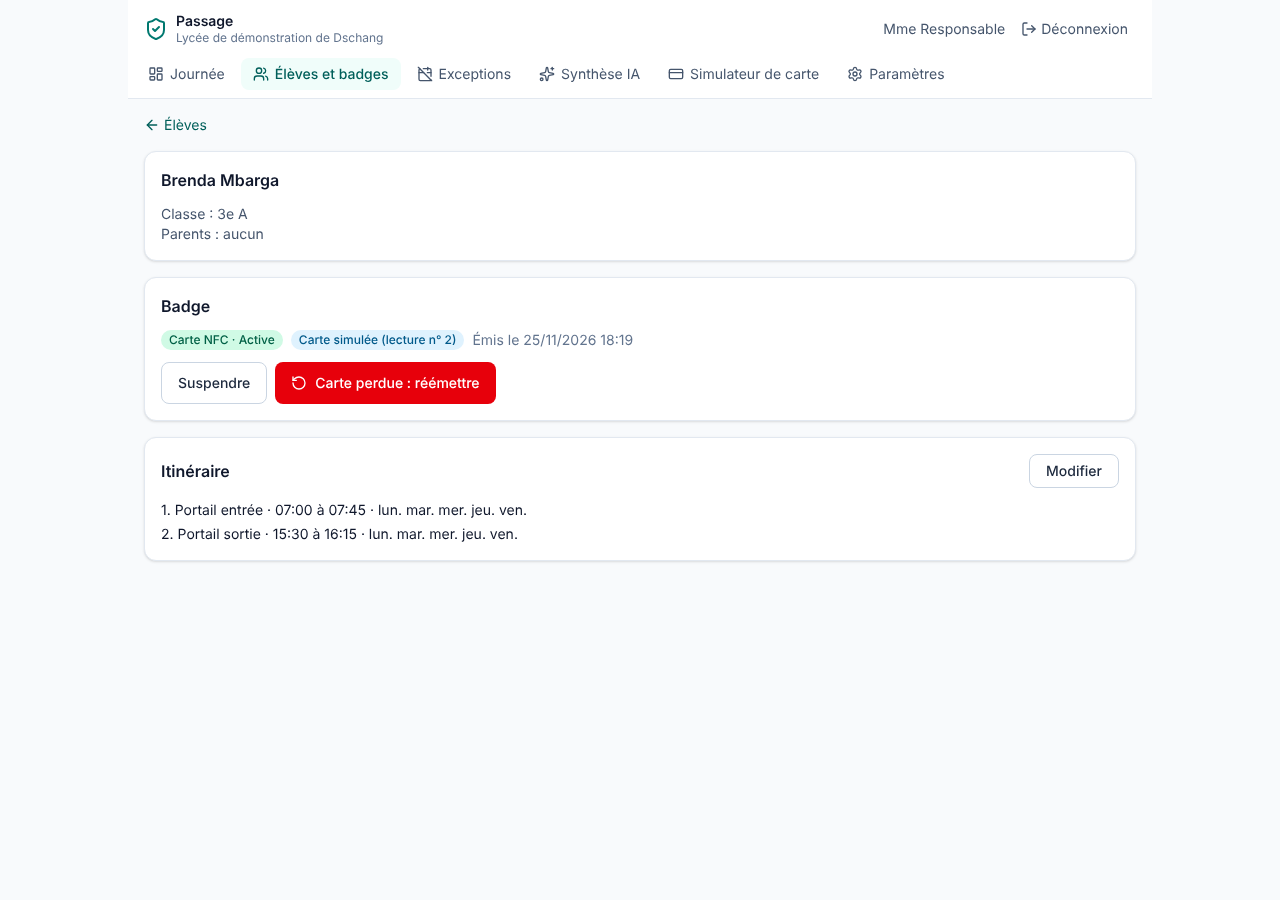 Passage
Lycée de démonstration de Dschang
Mme Responsable
Déconnexion
Journée
Élèves et badges
Exceptions
Synthèse IA
Simulateur de carte
Paramètres
Élèves
Brenda Mbarga
Classe : 3e A
Parents : aucun
Badge
Carte NFC · Active
Carte simulée (lecture n° 2)
Émis le 25/11/2026 18:19
Suspendre
Carte perdue : réémettre
Itinéraire
Modifier
1. Portail entrée · 07:00 à 07:45 · lun. mar. mer. jeu. ven.
2. Portail sortie · 15:30 à 16:15 · lun. mar. mer. jeu. ven.